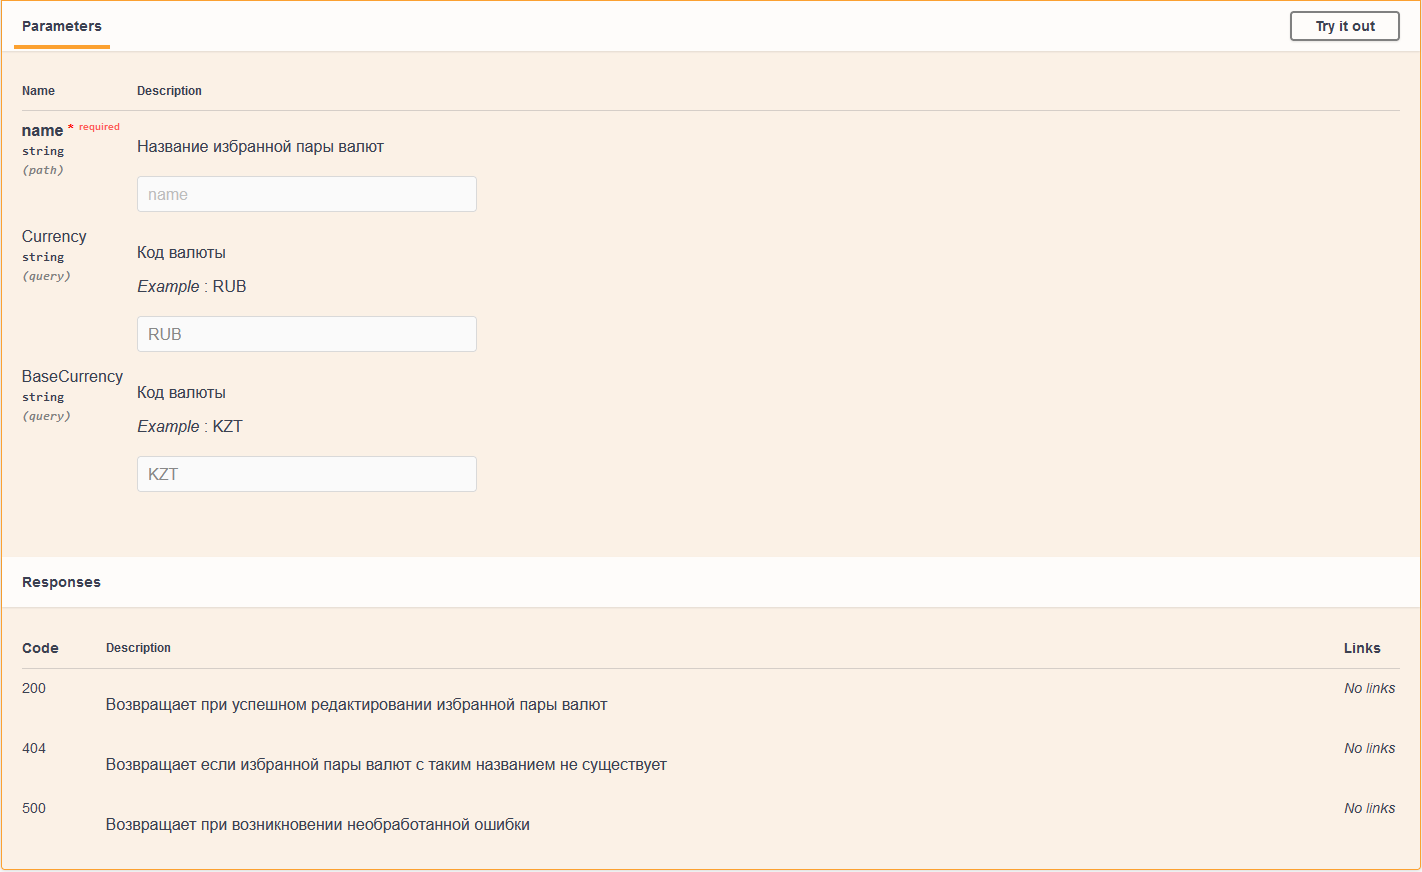 Parameters
Try it out
Name Description
name * required
string
(path)
Название избранной пары валют
name
Currency
string
(query)
Код валюты
Example : RUB
RUB
BaseCurrency
string
(query)
Код валюты
Example : KZT
KZT
Responses
Code Description Links
200
Возвращает при успешном редактировании избранной пары валют
No links
404
Возвращает если избранной пары валют с таким названием не существует
No links
500
Возвращает при возникновении необработанной ошибки
No links